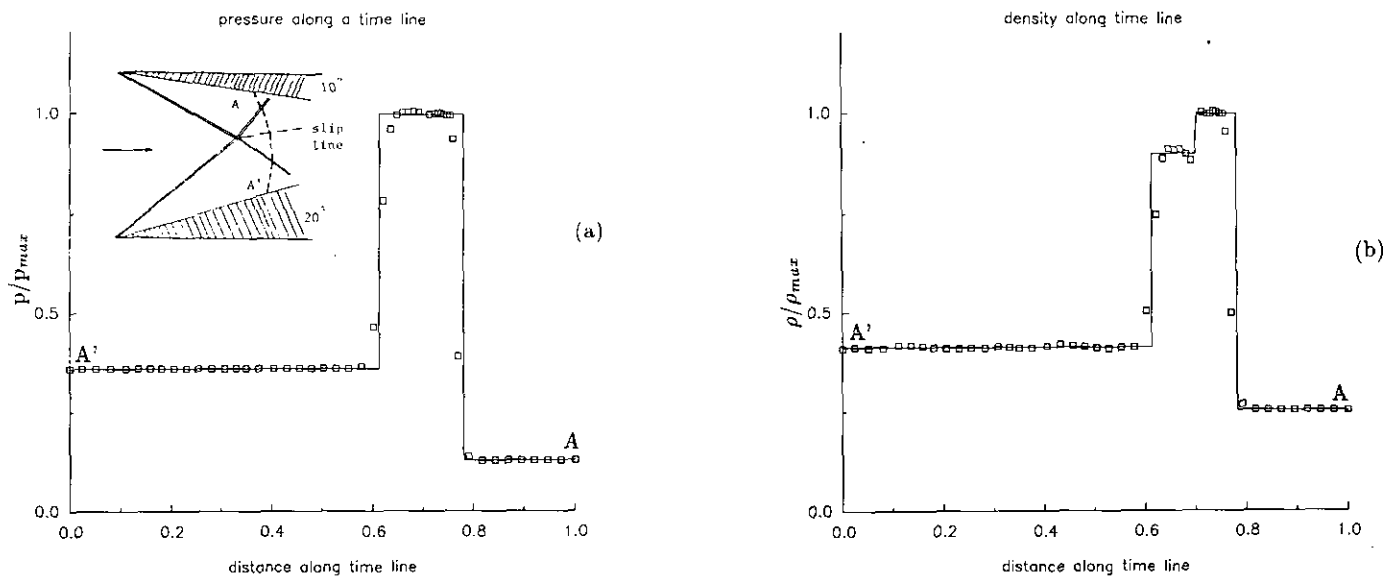 pressure along a time line
10°
A
slip
line
A'
20°
1.0
0.5
0.0
p/pmax
A'
A
0.0 0.2 0.4 0.6 0.8 1.0
distance along time line
(a)
density along time line
1.0
0.5
0.0
ρ/ρmax
A'
A
0.0 0.2 0.4 0.6 0.8 1.0
distance along time line
(b)